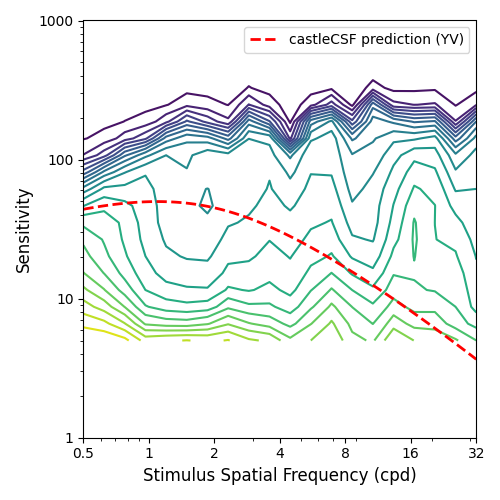 1000
castleCSF prediction (YV)
100
Sensitivity
10
1
0.5 1 2 4 8 16 32
Stimulus Spatial Frequency (cpd)